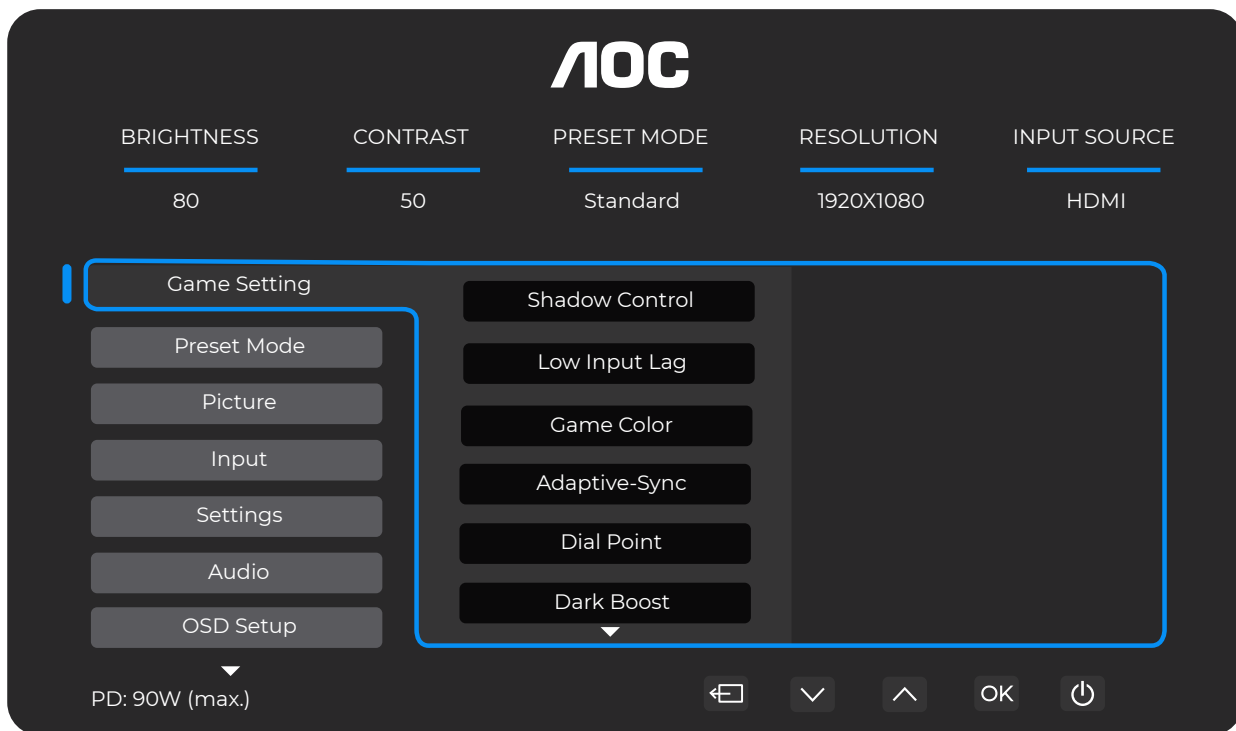 AOC
BRIGHTNESS CONTRAST PRESET MODE RESOLUTION INPUT SOURCE
80 50 Standard 1920X1080 HDMI
Game Setting
Preset Mode
Picture
Input
Settings
Audio
OSD Setup
Shadow Control
Low Input Lag
Game Color
Adaptive-Sync
Dial Point
Dark Boost
PD: 90W (max.)
OK